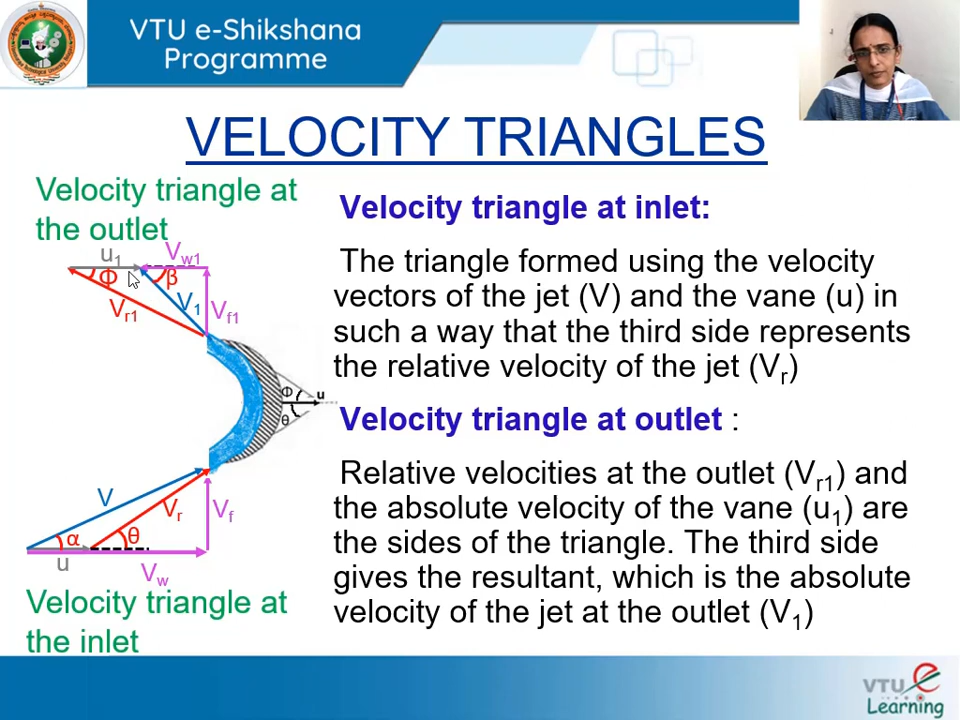 VTU e-Shikshana
Programme
VELOCITY TRIANGLES
Velocity triangle at
the outlet
u1
Vw1
Φ
β
Vr1
V1
Vf1
Φ
u
θ
V
Vr
Vf
α
θ
u
Vw
Velocity triangle at
the inlet
Velocity triangle at inlet:
The triangle formed using the velocity
vectors of the jet (V) and the vane (u) in
such a way that the third side represents
the relative velocity of the jet (Vr)
Velocity triangle at outlet :
Relative velocities at the outlet (Vr1) and
the absolute velocity of the vane (u1) are
the sides of the triangle. The third side
gives the resultant, which is the absolute
velocity of the jet at the outlet (V1)
VTU e
Learning